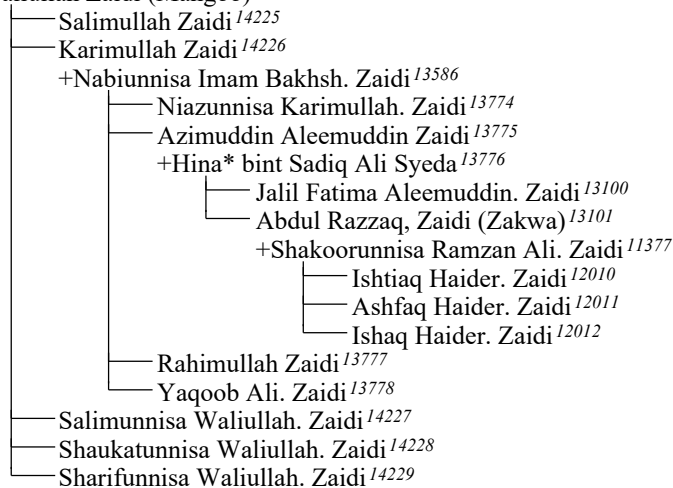 Zaidi
Salimullah Zaidi 14225
Karimullah Zaidi 14226
+Nabiunnisa Imam Bakhsh. Zaidi 13586
Niazunnisa Karimullah. Zaidi 13774
Azimuddin Aleemuddin Zaidi 13775
+Hina* bint Sadiq Ali Syeda 13776
Jalil Fatima Aleemuddin. Zaidi 13100
Abdul Razzaq, Zaidi (Zakwa) 13101
+Shakoorunnisa Ramzan Ali. Zaidi 11377
Ishtiaq Haider. Zaidi 12010
Ashfaq Haider. Zaidi 12011
Ishaq Haider. Zaidi 12012
Rahimullah Zaidi 13777
Yaqoob Ali. Zaidi 13778
Salimunnisa Waliullah. Zaidi 14227
Shaukatunnisa Waliullah. Zaidi 14228
Sharifunnisa Waliullah. Zaidi 14229